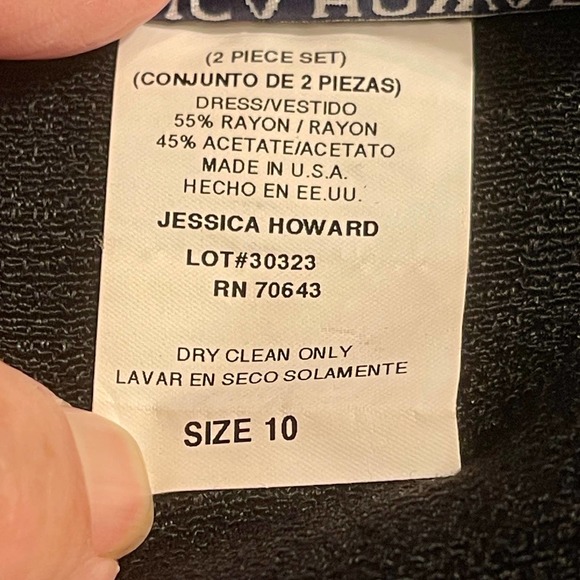 (2 PIECE SET)
(CONJUNTO DE 2 PIEZAS)
DRESS/VESTIDO
55% RAYON / RAYON
45% ACETATE/ACETATO
MADE IN U.S.A.
HECHO EN EE.UU.
JESSICA HOWARD
LOT#30323
RN 70643
DRY CLEAN ONLY
LAVAR EN SECO SOLAMENTE
SIZE 10